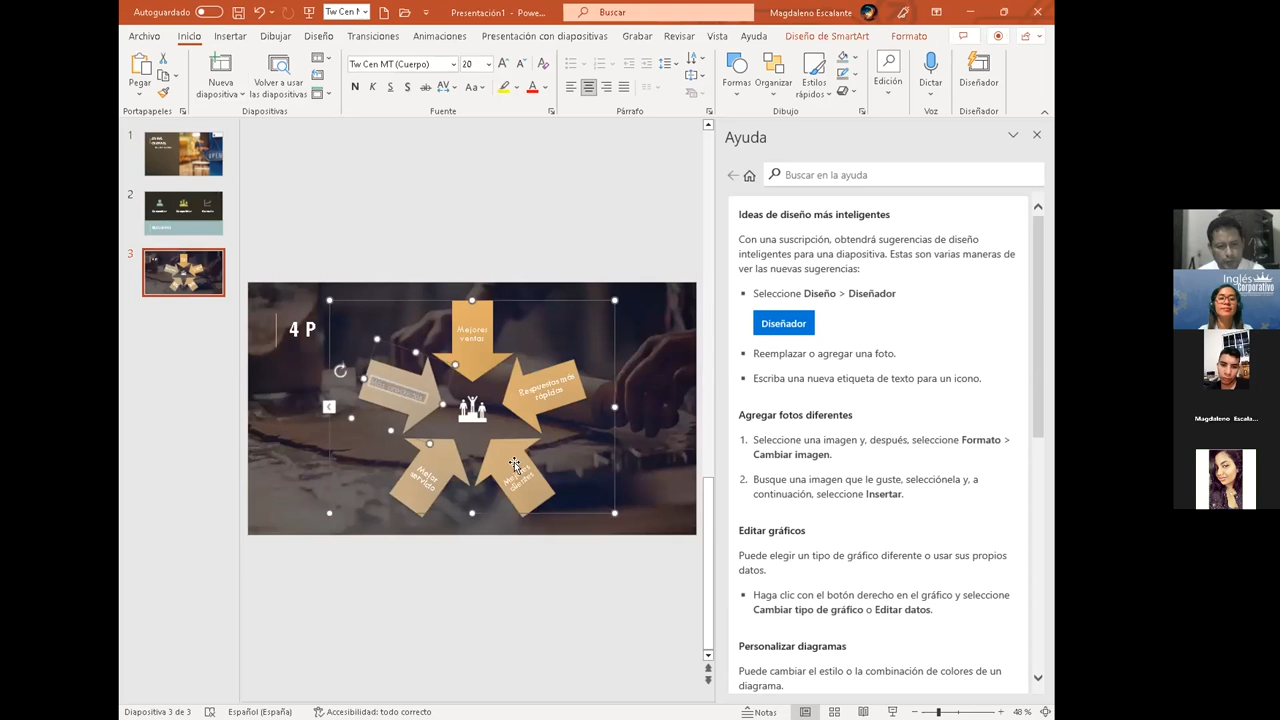 Autoguardado
Tw Cen M
Presentación1 - Powe...
Buscar
Magdaleno Escalante
Archivo Inicio Insertar Dibujar Diseño Transiciones Animaciones Presentación con diapositivas Grabar Revisar Vista Ayuda Diseño de SmartArt Formato
Pegar
Nueva diapositiva
Volver a usar las diapositivas
Tw Cen MT (Cuerpo) 20
N K S S ab AV Aa A
Formas
Organizar
Estilos rápidos
Edición
Dictar
Diseñador
Portapapeles Diapositivas Fuente Párrafo Dibujo Voz Diseñador
1
2
3
4 P
Mejores
ventas
Respuestas más
rápidos
Mejor
servido
clientes
Ayuda
Buscar en la ayuda
Ideas de diseño más inteligentes
Con una suscripción, obtendrá sugerencias de diseño
inteligentes para una diapositiva. Estas son varias maneras de
ver las nuevas sugerencias:
Seleccione Diseño > Diseñador
Diseñador
Reemplazar o agregar una foto.
Escriba una nueva etiqueta de texto para un icono.
Agregar fotos diferentes
1. Seleccione una imagen y, después, seleccione Formato >
Cambiar imagen.
2. Busque una imagen que le guste, selecciónela y, a
continuación, seleccione Insertar.
Editar gráficos
Puede elegir un tipo de gráfico diferente o usar sus propios
datos.
Haga clic con el botón derecho en el gráfico y seleccione
Cambiar tipo de gráfico o Editar datos.
Personalizar diagramas
Puede cambiar el estilo o la combinación de colores de un
diagrama.
Inglés
Corporativo
Magdaleno Escala...
Diapositiva 3 de 3 Español (España) Accesibilidad: todo correcto Notas 48 %